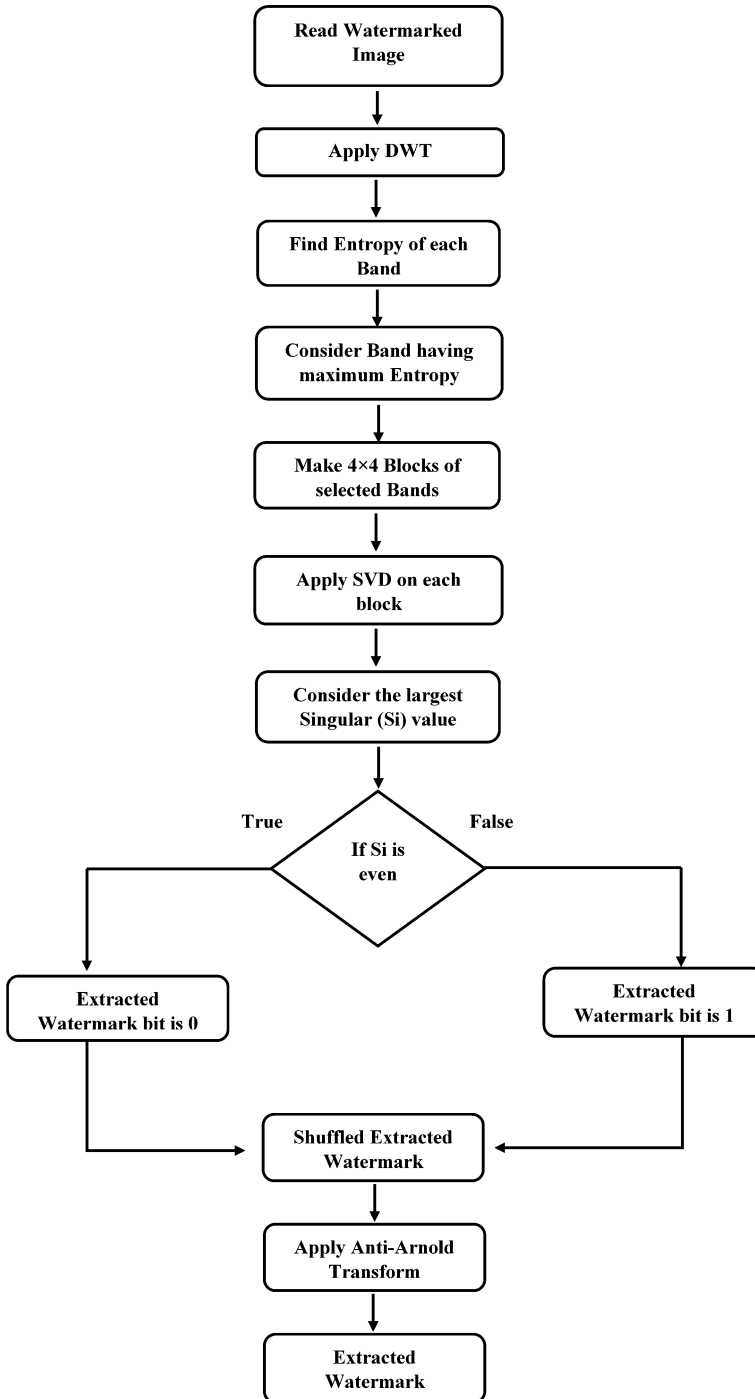 Read Watermarked
Image
Apply DWT
Find Entropy of each
Band
Consider Band having
maximum Entropy
Make 4×4 Blocks of
selected Bands
Apply SVD on each
block
Consider the largest
Singular (Si) value
True
False
If Si is
even
Extracted
Watermark bit is 0
Extracted
Watermark bit is 1
Shuffled Extracted
Watermark
Apply Anti-Arnold
Transform
Extracted
Watermark